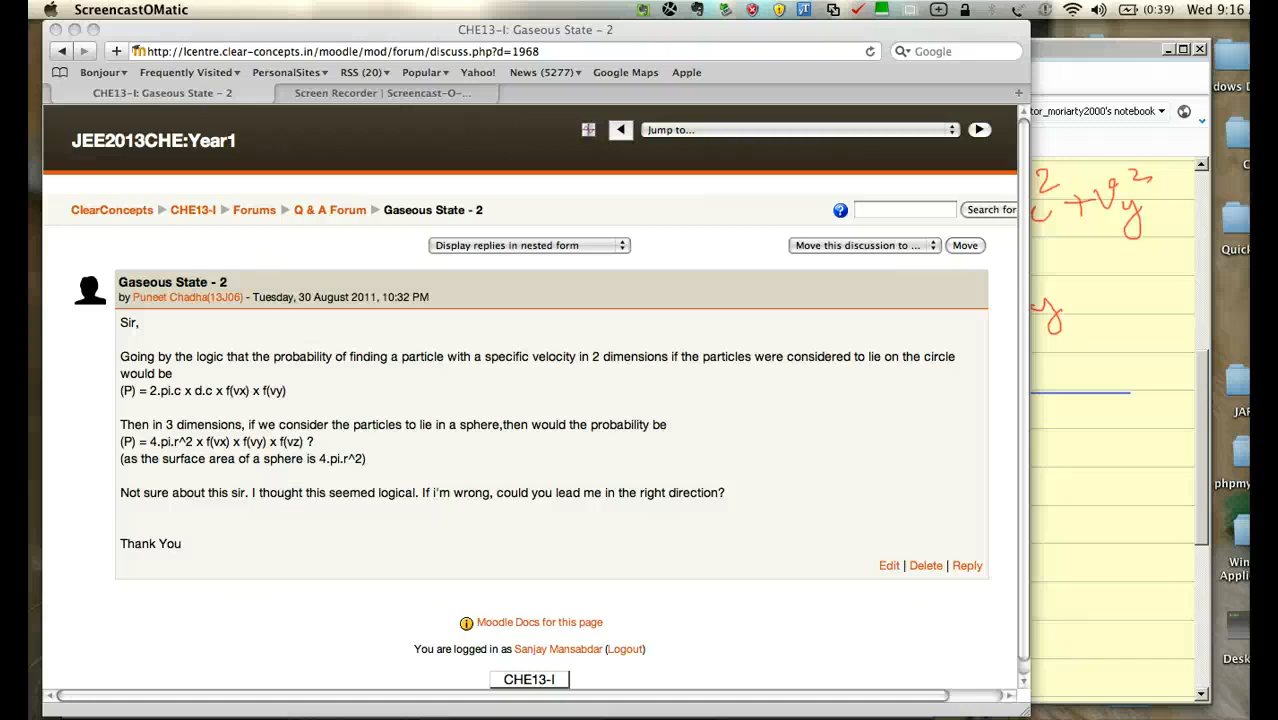 ScreencastOMatic
(0:39) Wed 9:16
CHE13-I: Gaseous State - 2
http://lcentre.clear-concepts.in/moodle/mod/forum/discuss.php?d=1968
Google
Bonjour Frequently Visited PersonalSites RSS (20) Popular Yahoo! News (5277) Google Maps Apple
CHE13-I: Gaseous State - 2
Screen Recorder | Screencast-O-...
tor_moriarty2000's notebook
JEE2013CHE:Year1
Jump to...
ClearConcepts CHE13-I Forums Q & A Forum Gaseous State - 2
Search for
Display replies in nested form
Move this discussion to ... Move
Gaseous State - 2
by Puneet Chadha(13J06) - Tuesday, 30 August 2011, 10:32 PM
Sir,
Going by the logic that the probability of finding a particle with a specific velocity in 2 dimensions if the particles were considered to lie on the circle
would be
(P) = 2.pi.c x d.c x f(vx) x f(vy)
Then in 3 dimensions, if we consider the particles to lie in a sphere,then would the probability be
(P) = 4.pi.r^2 x f(vx) x f(vy) x f(vz) ?
(as the surface area of a sphere is 4.pi.r^2)
Not sure about this sir. I thought this seemed logical. If i'm wrong, could you lead me in the right direction?
Thank You
Edit | Delete | Reply
Moodle Docs for this page
You are logged in as Sanjay Mansabdar (Logout)
CHE13-I
dows D
Quick
JAR
phpmy
Win
Applic
Desk